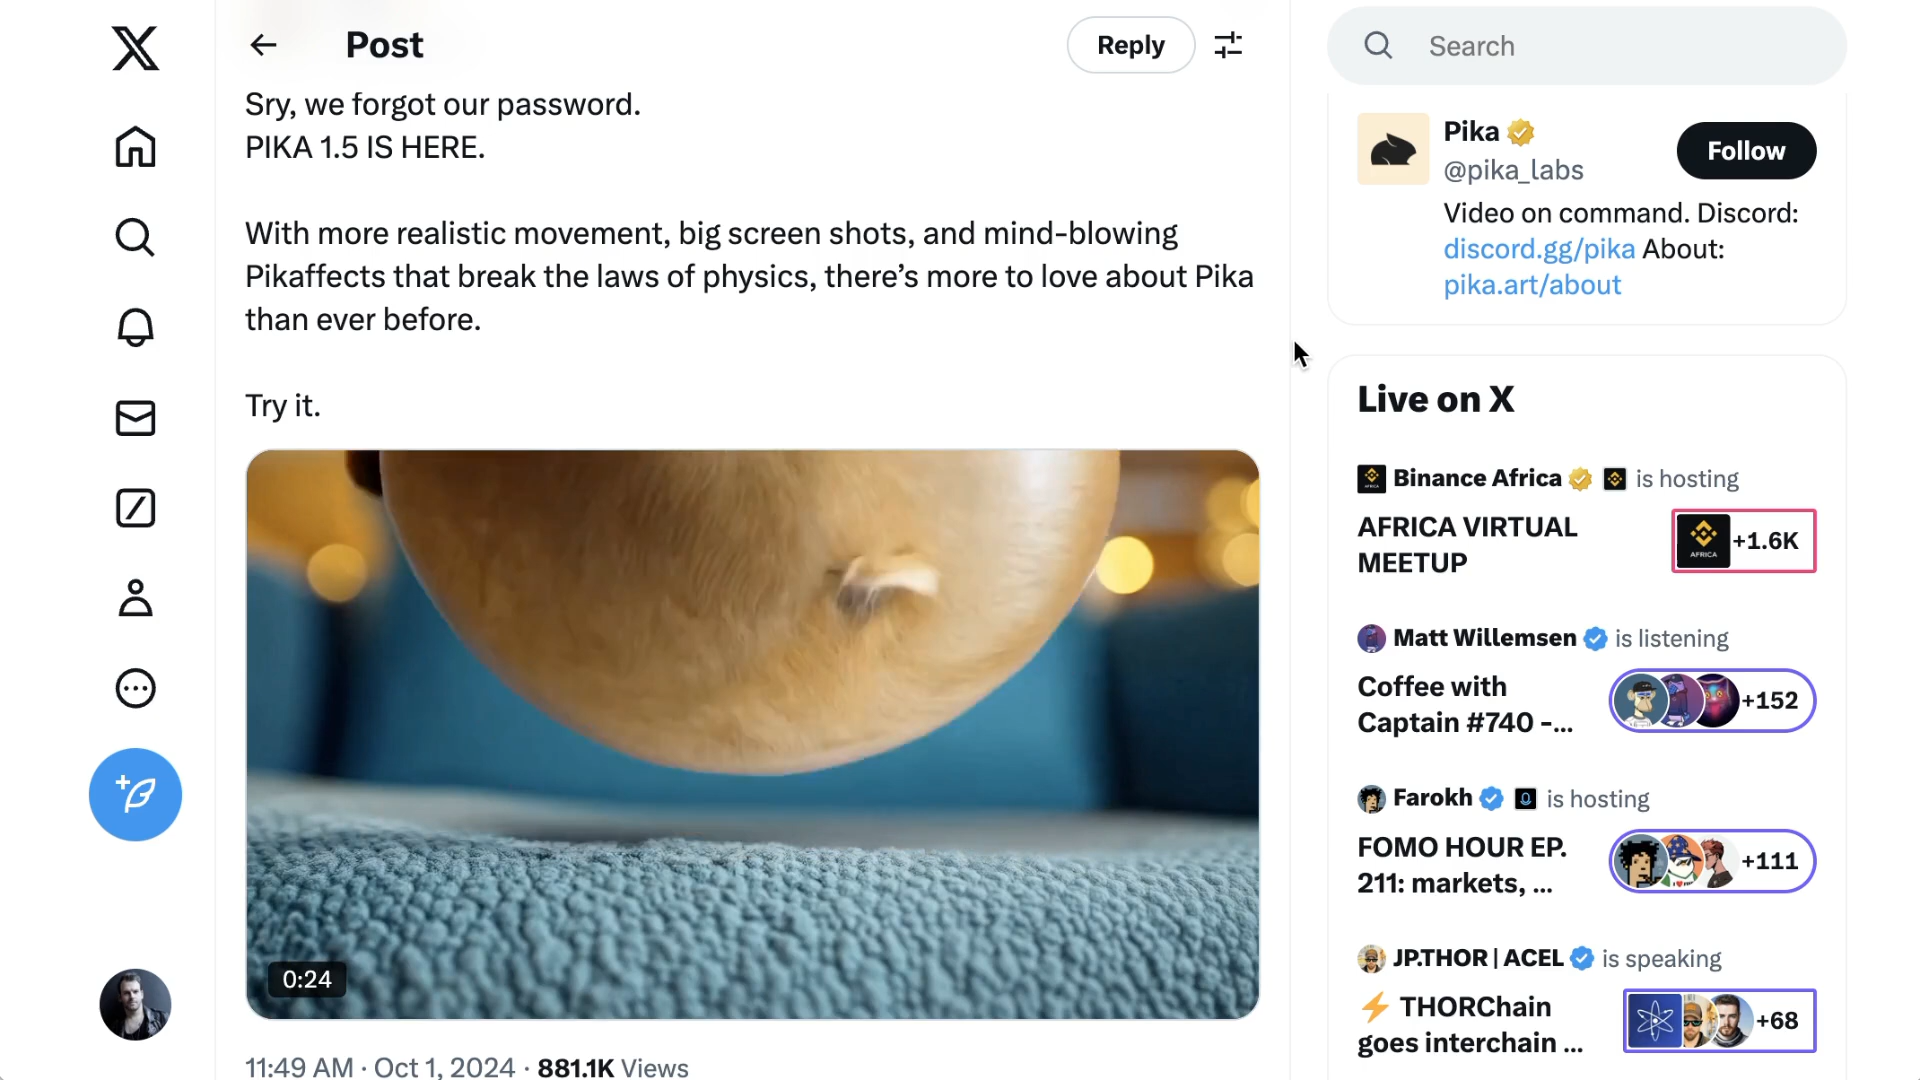 Post
Reply
Search
Sry, we forgot our password.
PIKA 1.5 IS HERE.
With more realistic movement, big screen shots, and mind-blowing
Pikaffects that break the laws of physics, there’s more to love about Pika
than ever before.
Try it.
0:24
11:49 AM · Oct 1, 2024 · 881.1K Views
Pika
@pika_labs
Follow
Video on command. Discord:
discord.gg/pika About:
pika.art/about
Live on X
Binance Africa is hosting
AFRICA VIRTUAL
MEETUP
AFRICA
+1.6K
Matt Willemsen is listening
Coffee with
Captain #740 -...
+152
Farokh is hosting
FOMO HOUR EP.
211: markets, ...
+111
JP.THOR | ACEL is speaking
⚡ THORChain
goes interchain ...
+68